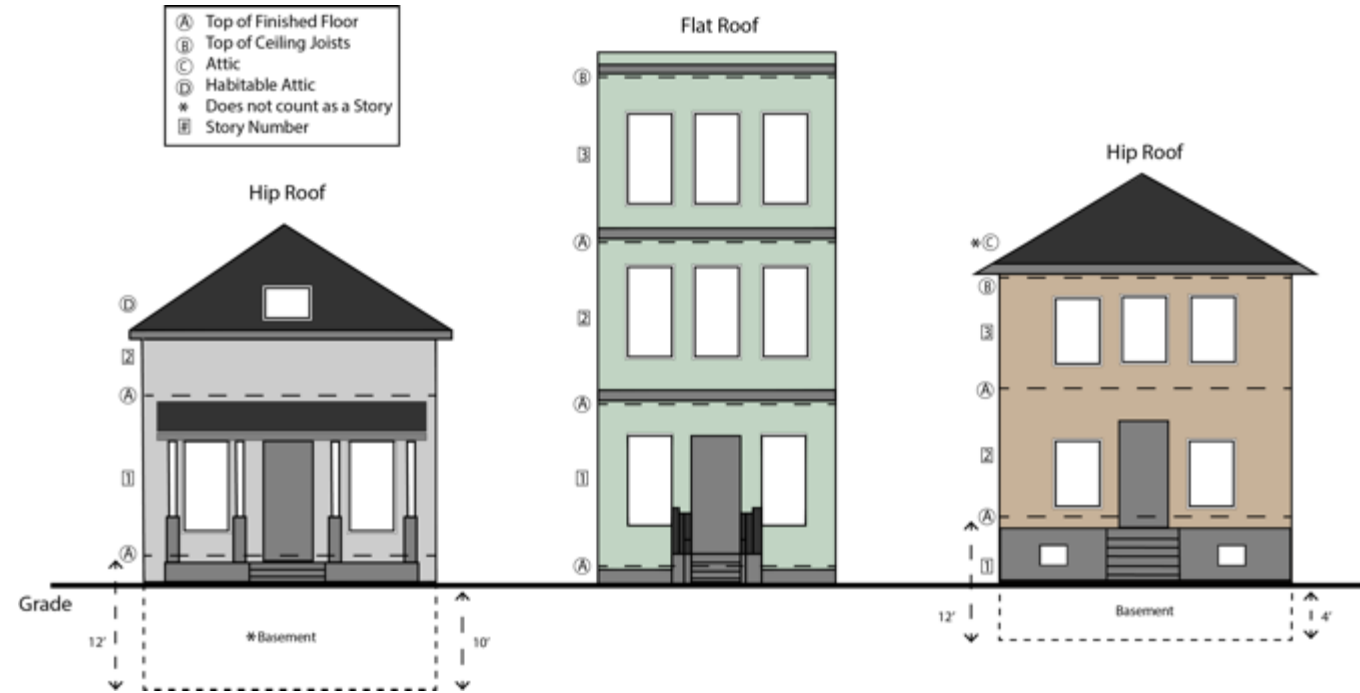 Ⓐ Top of Finished Floor
Ⓑ Top of Ceiling Joists
Ⓒ Attic
Ⓓ Habitable Attic
* Does not count as a Story
# Story Number
Hip Roof
Ⓓ
2
Ⓐ
1
Ⓐ
12'
*Basement
10'
Grade
Flat Roof
Ⓑ
3
Ⓐ
2
Ⓐ
1
Ⓐ
Hip Roof
*Ⓒ
Ⓑ
3
Ⓐ
2
Ⓐ
1
12'
Basement
4'